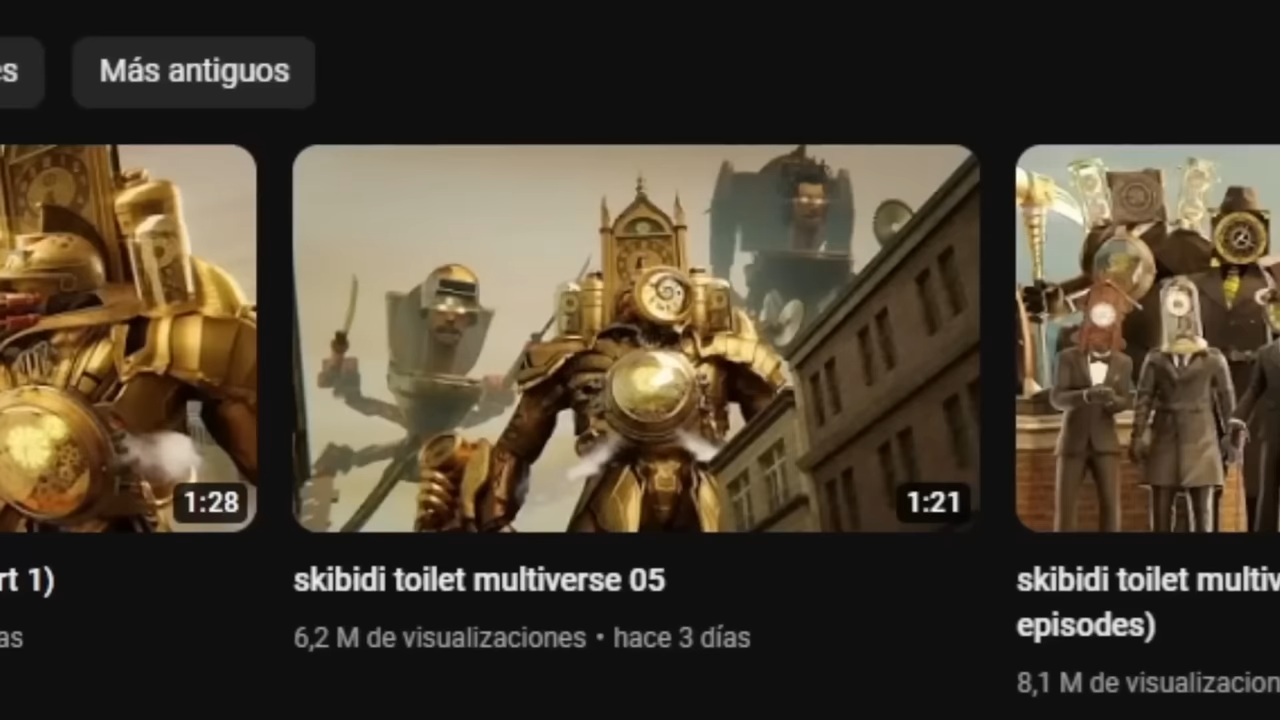 es
Más antiguos
1:28
1:21
rt 1)
as
skibidi toilet multiverse 05
6,2 M de visualizaciones • hace 3 días
skibidi toilet multiv
episodes)
8,1 M de visualizacion